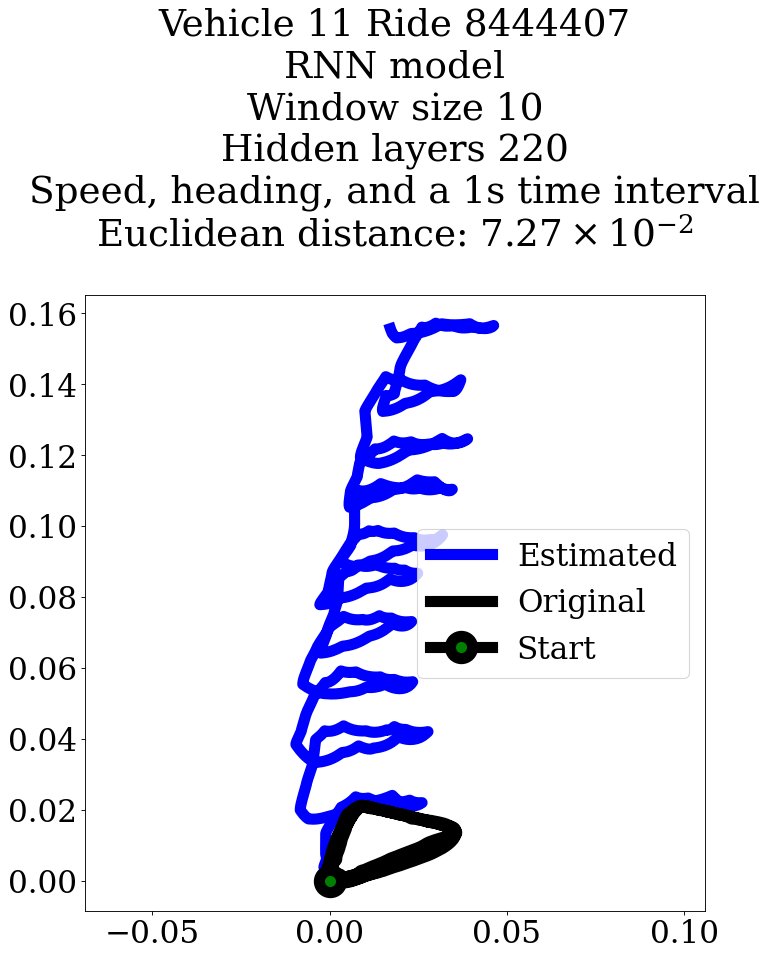 Vehicle 11 Ride 8444407
RNN model
Window size 10
Hidden layers 220
Speed, heading, and a 1s time interval
Euclidean distance: 7.27 × 10⁻²
0.16
0.14
0.12
0.10
0.08
0.06
0.04
0.02
0.00
Estimated
Original
Start
−0.05 0.00 0.05 0.10